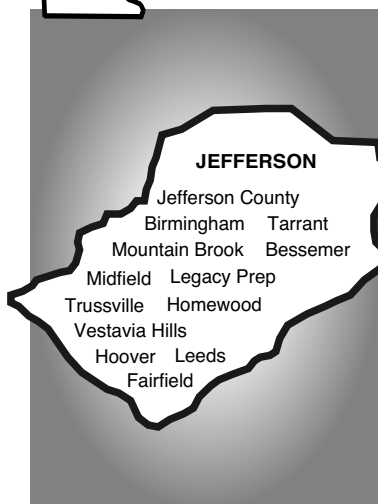 JEFFERSON
Jefferson County
Birmingham Tarrant
Mountain Brook Bessemer
Midfield Legacy Prep
Trussville Homewood
Vestavia Hills
Hoover Leeds
Fairfield